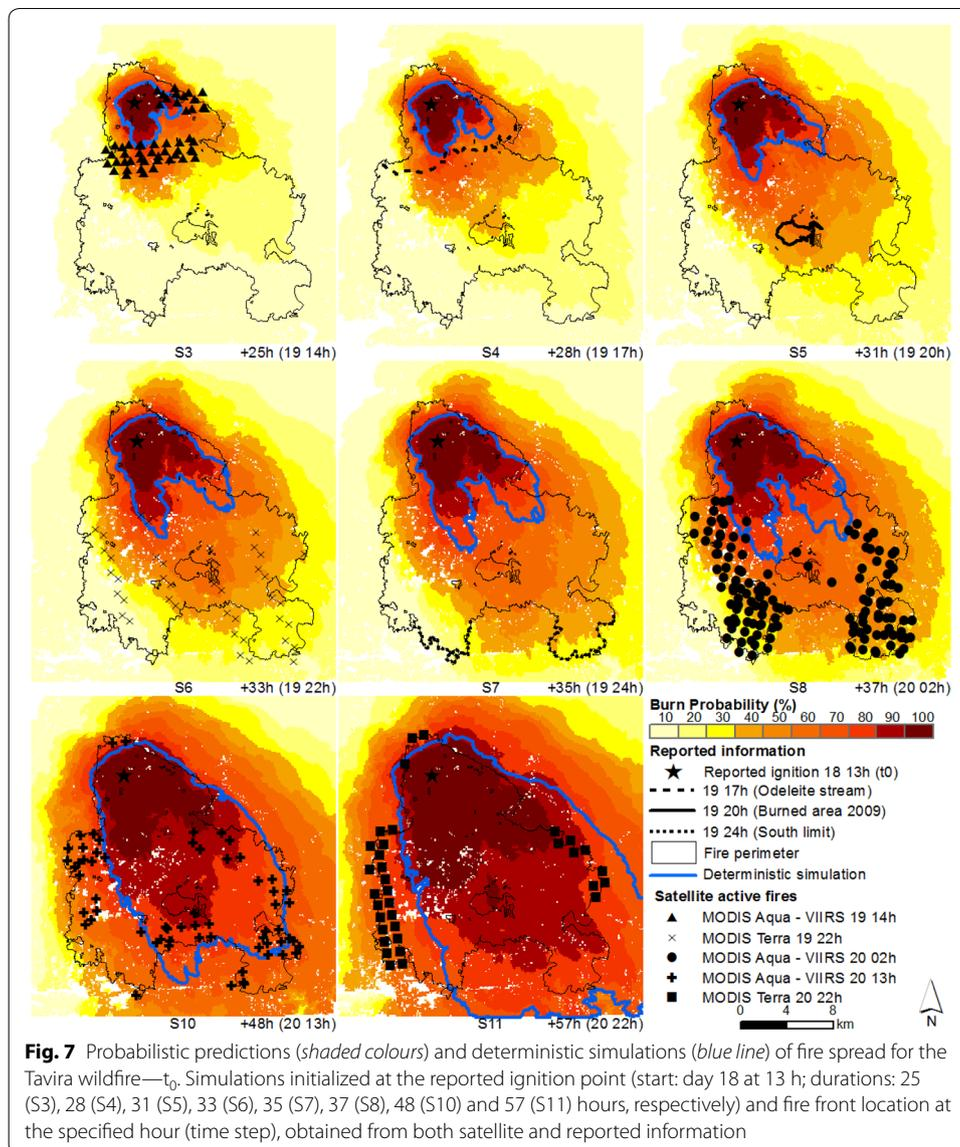 S3 +25h (19 14h)
S4 +28h (19 17h)
S5 +31h (19 20h)
S6 +33h (19 22h)
S7 +35h (19 24h)
S8 +37h (20 02h)
S10 +48h (20 13h)
S11 +57h (20 22h)
Burn Probability (%)
10 20 30 40 50 60 70 80 90 100
Reported information
Reported ignition 18 13h (t0)
19 17h (Odeleite stream)
19 20h (Burned area 2009)
19 24h (South limit)
Fire perimeter
Deterministic simulation
Satellite active fires
MODIS Aqua - VIIRS 19 14h
MODIS Terra 19 22h
MODIS Aqua - VIIRS 20 02h
MODIS Aqua - VIIRS 20 13h
MODIS Terra 20 22h
0 4 8
km
N
Fig. 7 Probabilistic predictions (shaded colours) and deterministic simulations (blue line) of fire spread for the
Tavira wildfire—t0. Simulations initialized at the reported ignition point (start: day 18 at 13 h; durations: 25
(S3), 28 (S4), 31 (S5), 33 (S6), 35 (S7), 37 (S8), 48 (S10) and 57 (S11) hours, respectively) and fire front location at
the specified hour (time step), obtained from both satellite and reported information